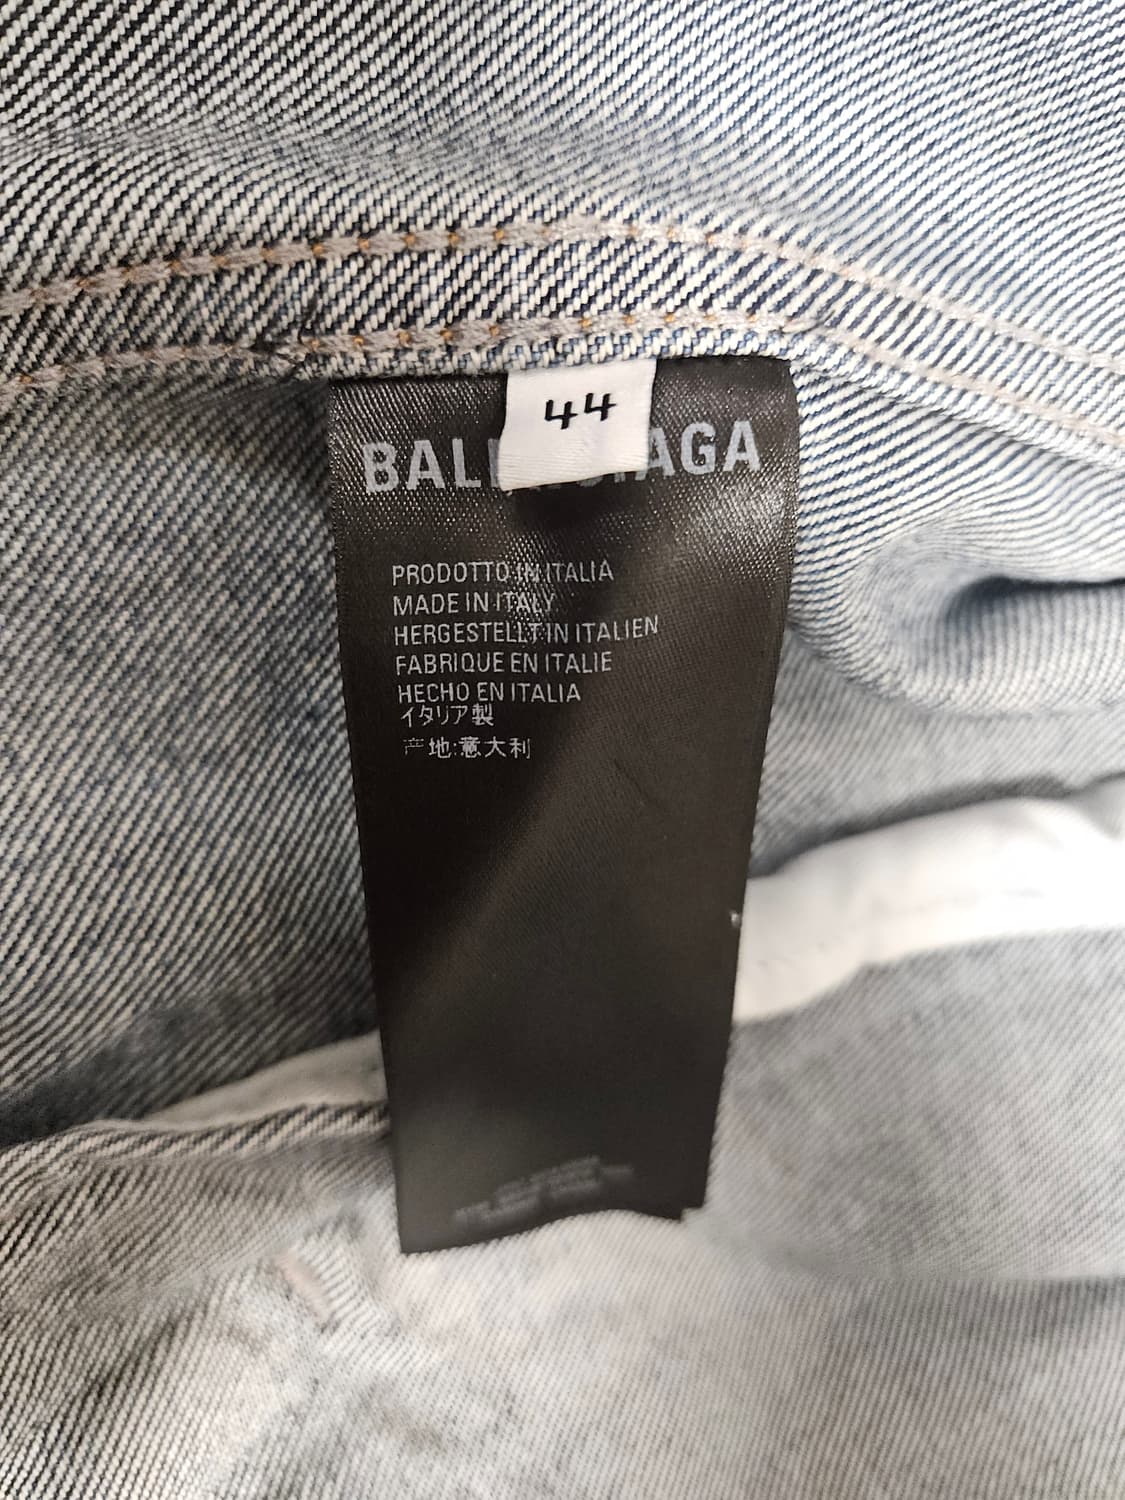 44
BALENCIAGA
PRODOTTO IN ITALIA
MADE IN ITALY
HERGESTELLT IN ITALIEN
FABRIQUE EN ITALIE
HECHO EN ITALIA
イタリア製
产地:意大利